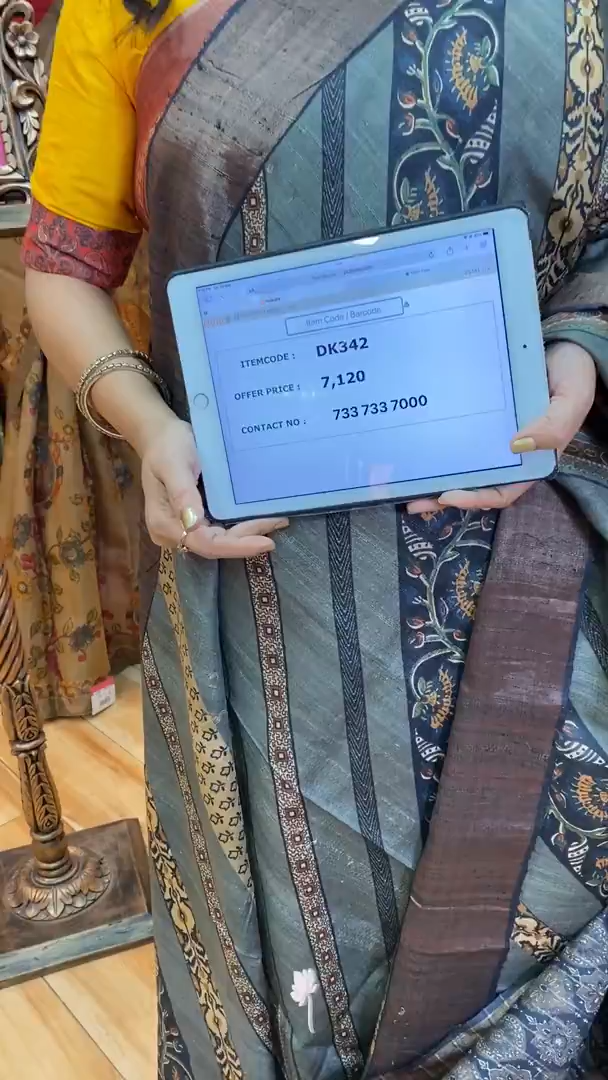 Item Code / Barcode
ITEMCODE : DK342
OFFER PRICE : 7,120
CONTACT NO : 733 733 7000